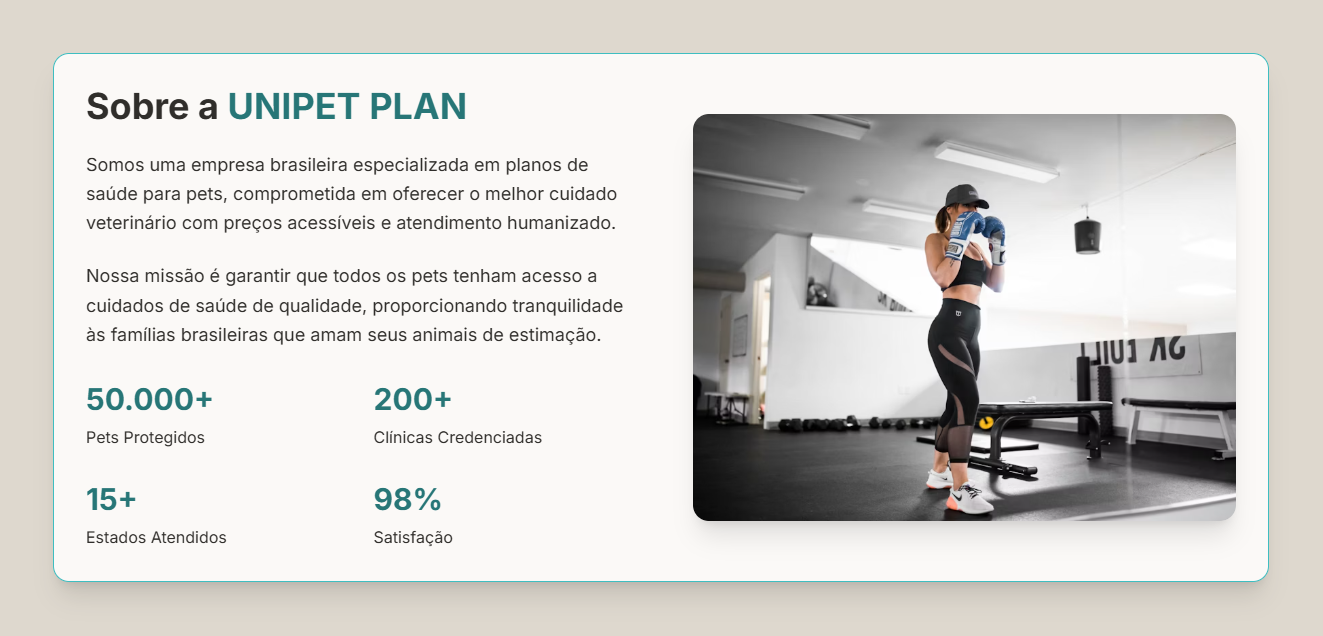 Sobre a UNIPET PLAN
Somos uma empresa brasileira especializada em planos de
saúde para pets, comprometida em oferecer o melhor cuidado
veterinário com preços acessíveis e atendimento humanizado.
Nossa missão é garantir que todos os pets tenham acesso a
cuidados de saúde de qualidade, proporcionando tranquilidade
às famílias brasileiras que amam seus animais de estimação.
50.000+
Pets Protegidos
200+
Clínicas Credenciadas
15+
Estados Atendidos
98%
Satisfação